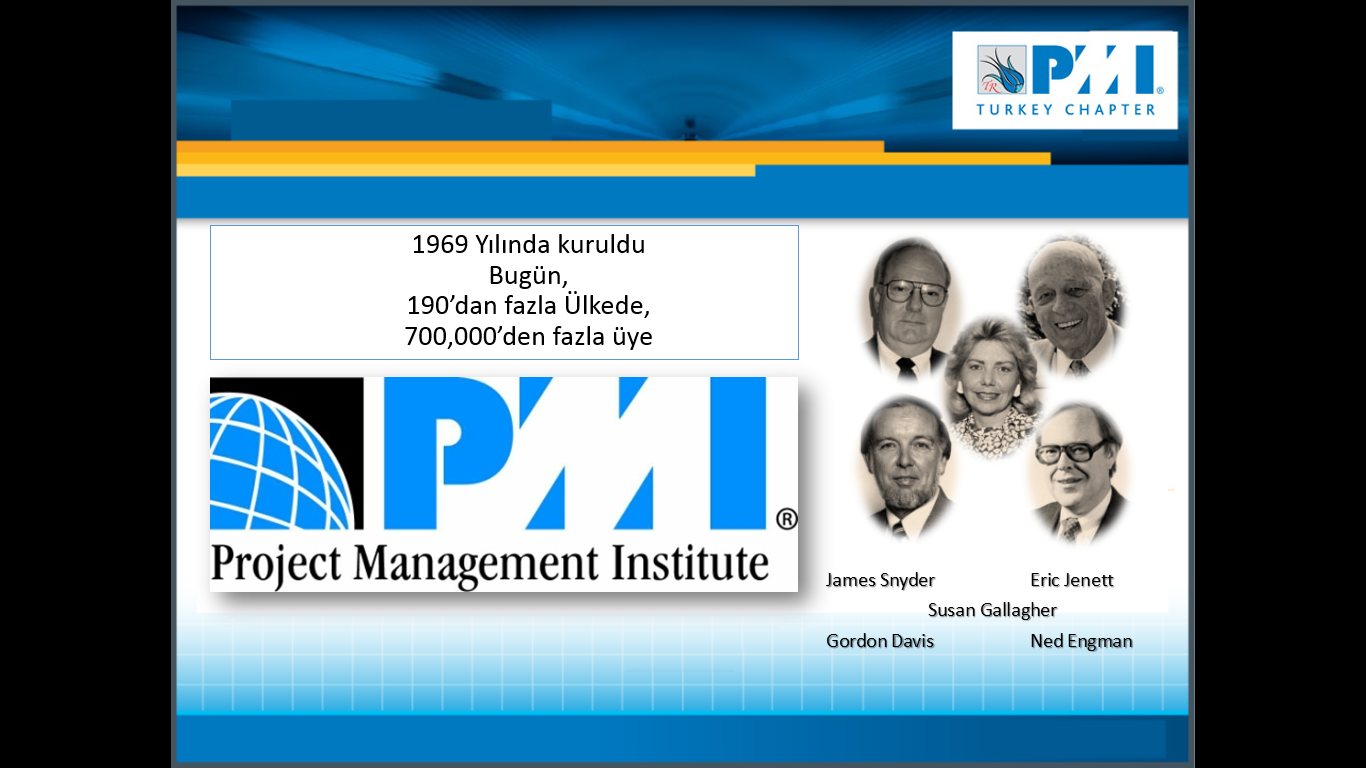 TR
PMI®
TURKEY CHAPTER
1969 Yılında kuruldu
Bugün,
190’dan fazla Ülkede,
700,000’den fazla üye
PMI®
Project Management Institute
James Snyder Eric Jenett
Susan Gallagher
Gordon Davis Ned Engman